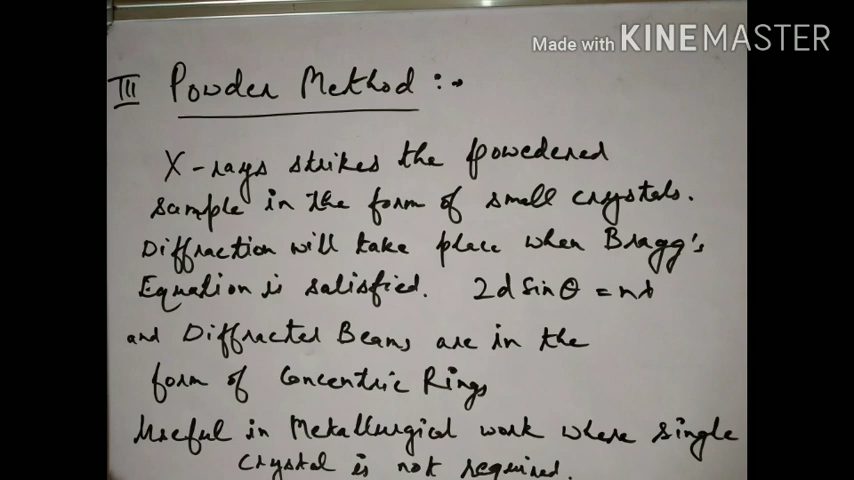 Made with KINEMASTER
III Powder Method :-
X-rays strikes the powedered
sample in the form of small crystals.
Diffraction will take place when Bragg's
Equation is satisfied. 2d Sinθ = nλ
and Diffracted Beams are in the
form of Concentric Rings
Useful in Metallurgical work where single
Crystal is not required.